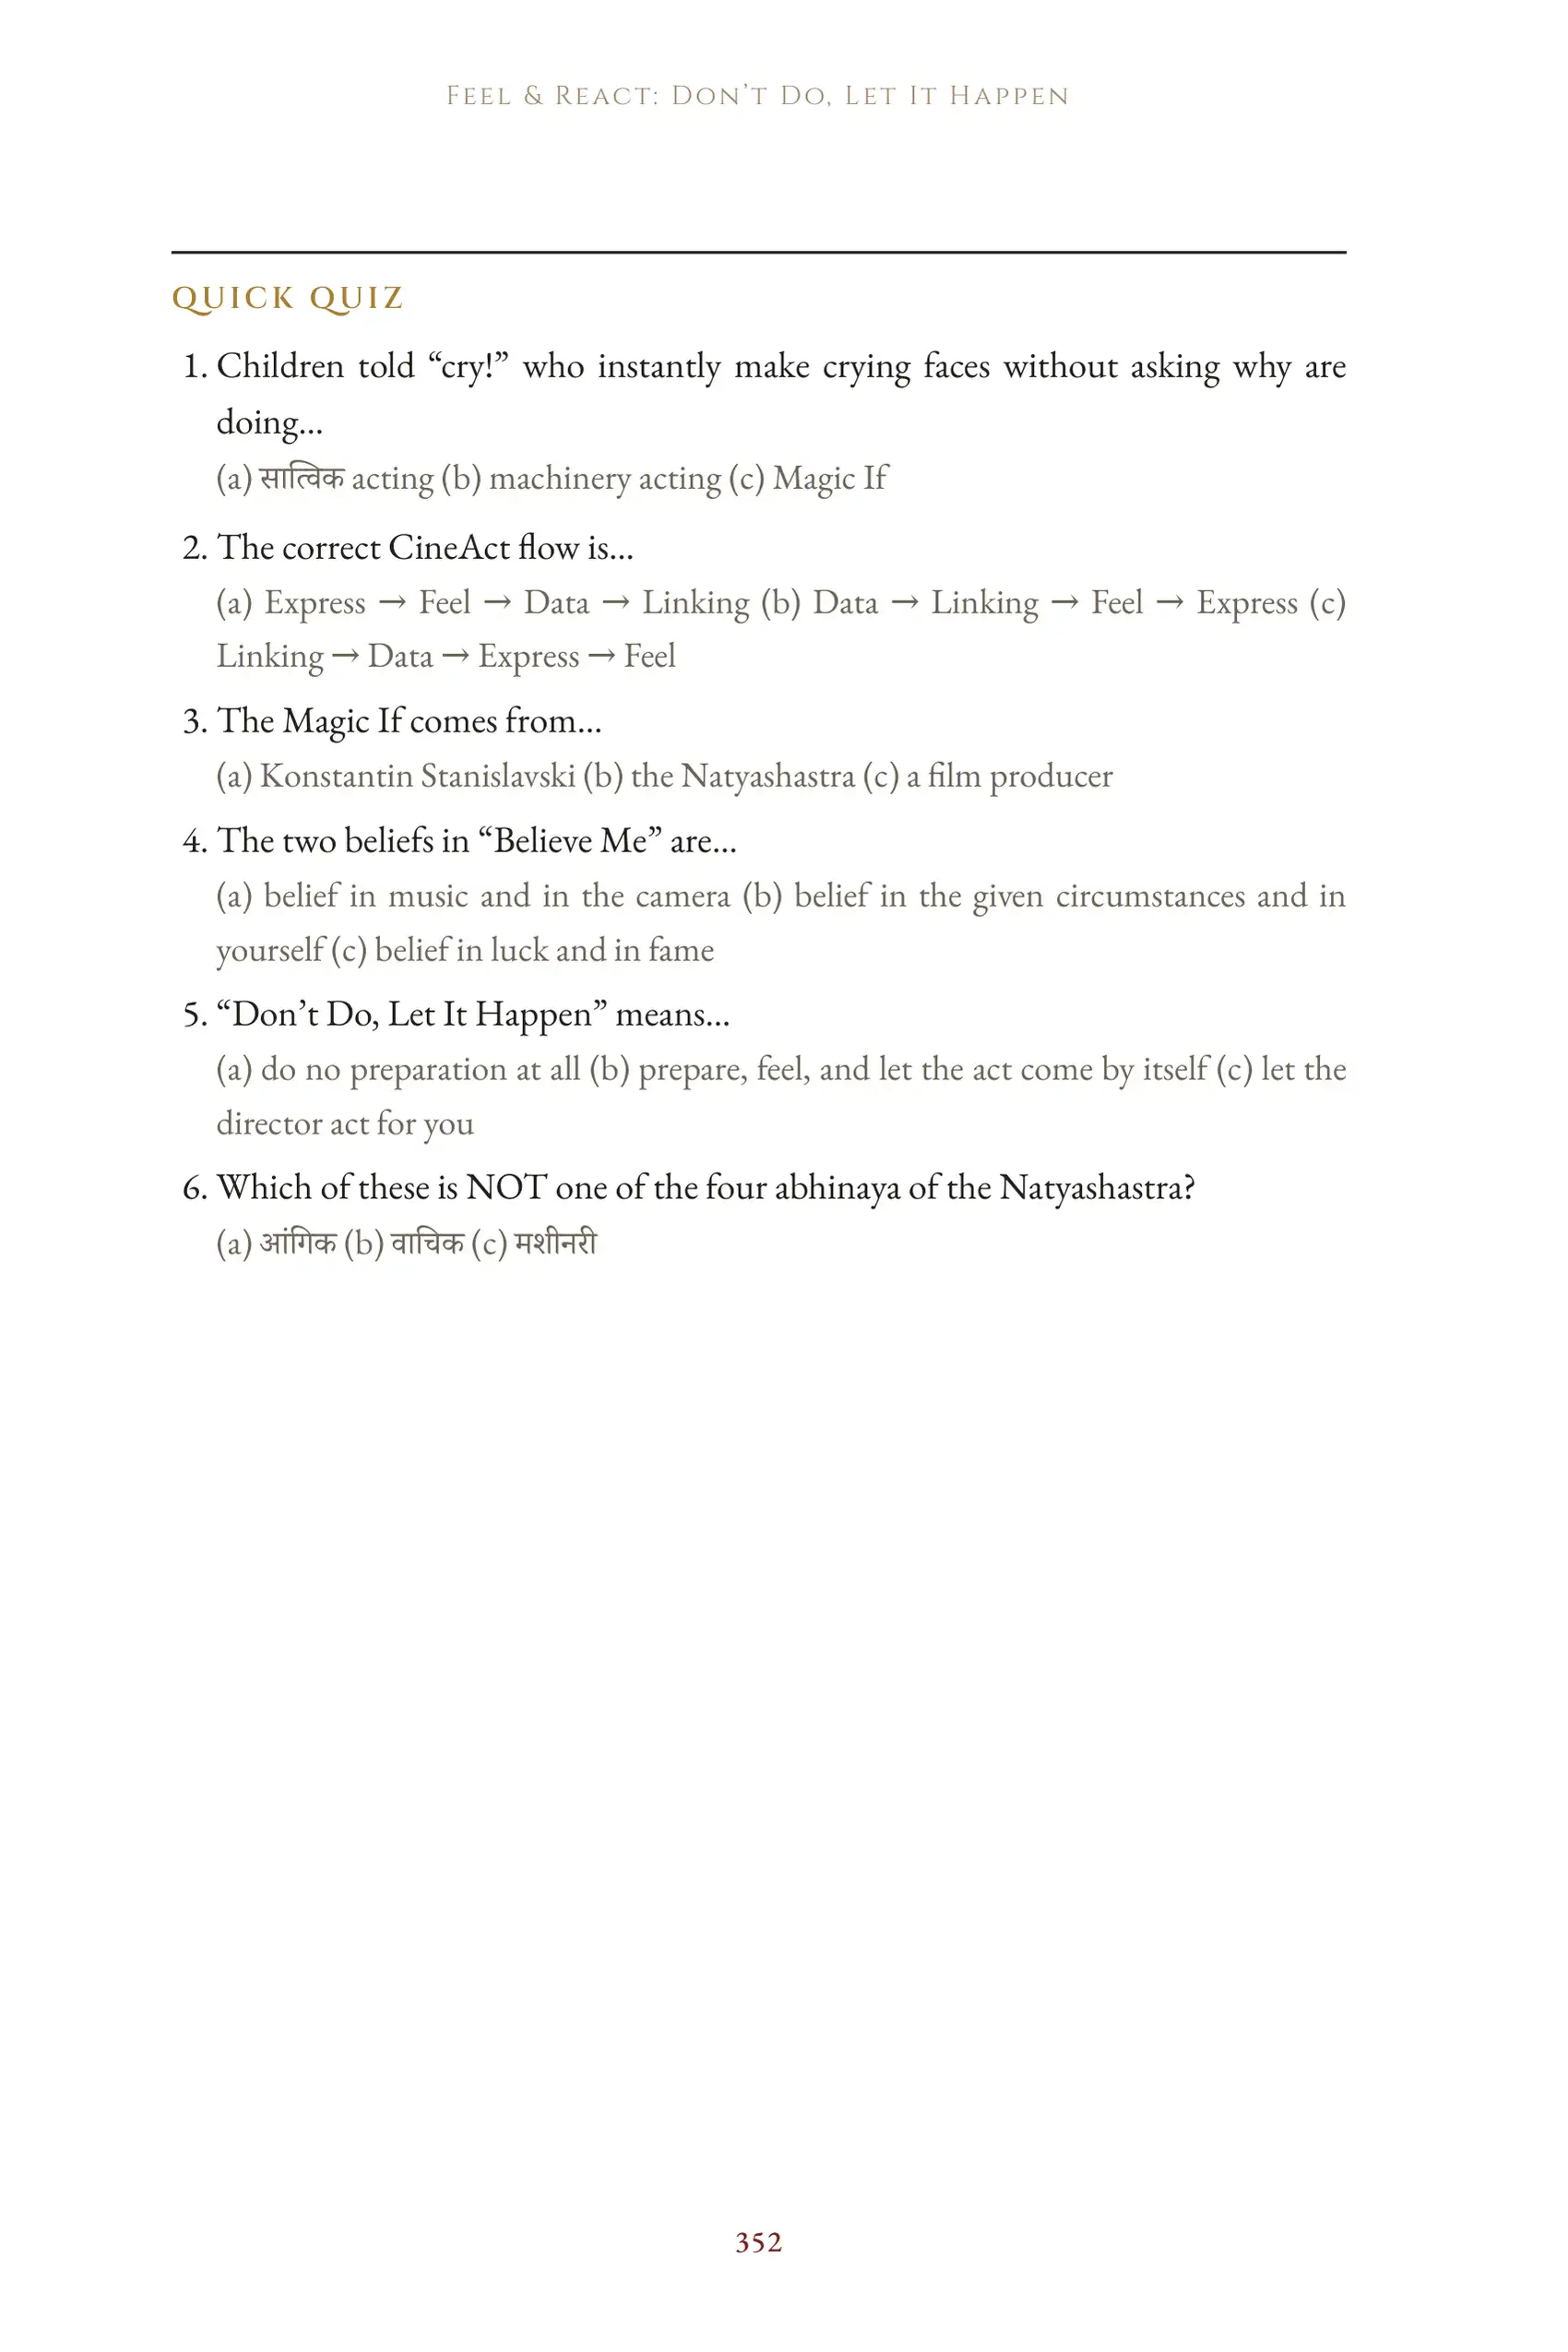 Feel & React: Don’t Do, Let It Happen
QUICK QUIZ
1. Children told “cry!” who instantly make crying faces without asking why are
doing...
(a) सात्त्विक acting (b) machinery acting (c) Magic If
2. The correct CineAct flow is...
(a) Express → Feel → Data → Linking (b) Data → Linking → Feel → Express (c)
Linking → Data → Express → Feel
3. The Magic If comes from...
(a) Konstantin Stanislavski (b) the Natyashastra (c) a film producer
4. The two beliefs in “Believe Me” are...
(a) belief in music and in the camera (b) belief in the given circumstances and in
yourself (c) belief in luck and in fame
5. “Don’t Do, Let It Happen” means...
(a) do no preparation at all (b) prepare, feel, and let the act come by itself (c) let the
director act for you
6. Which of these is NOT one of the four abhinaya of the Natyashastra?
(a) आंगिक (b) वाचिक (c) मशीनरी
352